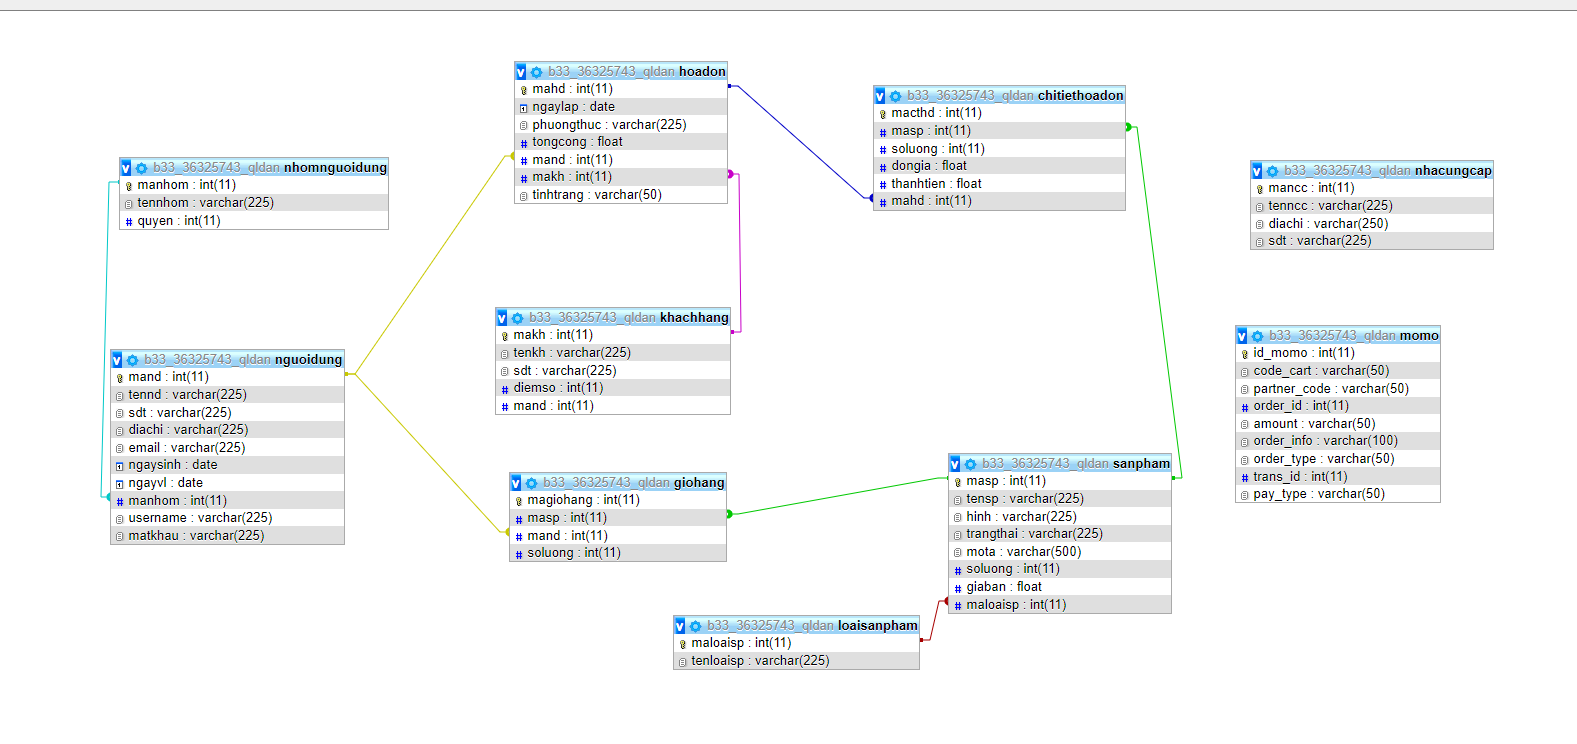 b33_36325743_qldan nhomnguoidung
manhom : int(11)
tennhom : varchar(225)
quyen : int(11)
b33_36325743_qldan nguoidung
mand : int(11)
tennd : varchar(225)
sdt : varchar(225)
diachi : varchar(225)
email : varchar(225)
ngaysinh : date
ngayvl : date
manhom : int(11)
username : varchar(225)
matkhau : varchar(225)
b33_36325743_qldan hoadon
mahd : int(11)
ngaylap : date
phuongthuc : varchar(225)
tongcong : float
mand : int(11)
makh : int(11)
tinhtrang : varchar(50)
b33_36325743_qldan khachhang
makh : int(11)
tenkh : varchar(225)
sdt : varchar(225)
diemso : int(11)
mand : int(11)
b33_36325743_qldan giohang
magiohang : int(11)
masp : int(11)
mand : int(11)
soluong : int(11)
b33_36325743_qldan loaisanpham
maloaisp : int(11)
tenloaisp : varchar(225)
b33_36325743_qldan chitiethoadon
macthd : int(11)
masp : int(11)
soluong : int(11)
dongia : float
thanhtien : float
mahd : int(11)
b33_36325743_qldan sanpham
masp : int(11)
tensp : varchar(225)
hinh : varchar(225)
trangthai : varchar(225)
mota : varchar(500)
soluong : int(11)
giaban : float
maloaisp : int(11)
b33_36325743_qldan nhacungcap
mancc : int(11)
tenncc : varchar(225)
diachi : varchar(250)
sdt : varchar(225)
b33_36325743_qldan momo
id_momo : int(11)
code_cart : varchar(50)
partner_code : varchar(50)
order_id : int(11)
amount : varchar(50)
order_info : varchar(100)
order_type : varchar(50)
trans_id : int(11)
pay_type : varchar(50)